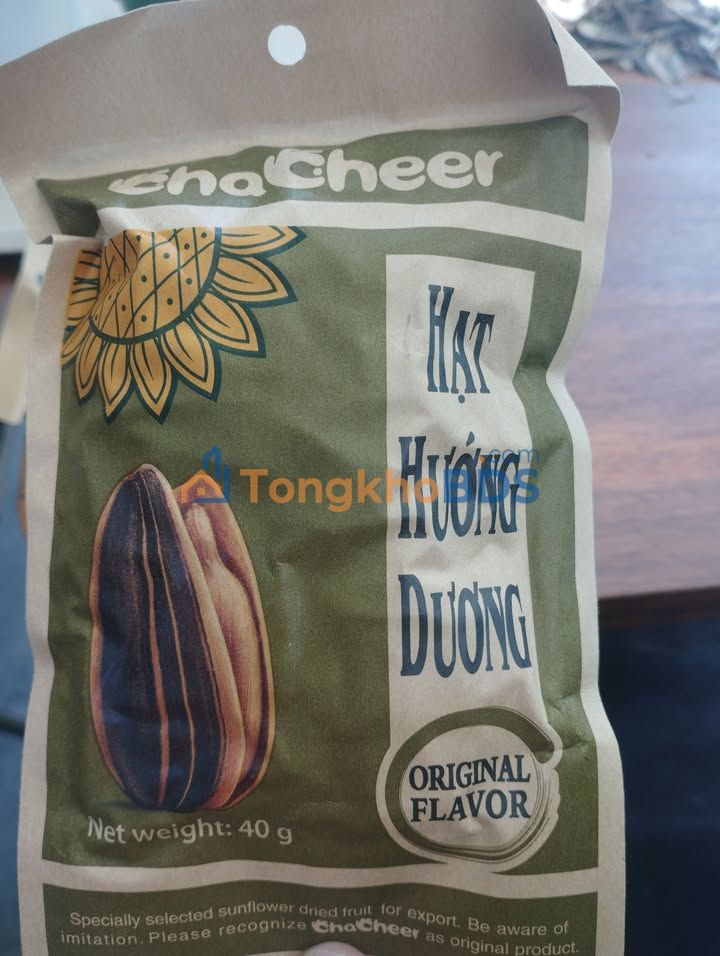 ChaCheer
HẠT
HƯỚNG
DƯƠNG
TongkhoBDS
.com
ORIGINAL
FLAVOR
Net weight: 40 g
Specially selected sunflower dried fruit for export. Be aware of
imitation. Please recognize ChaCheer as original product.